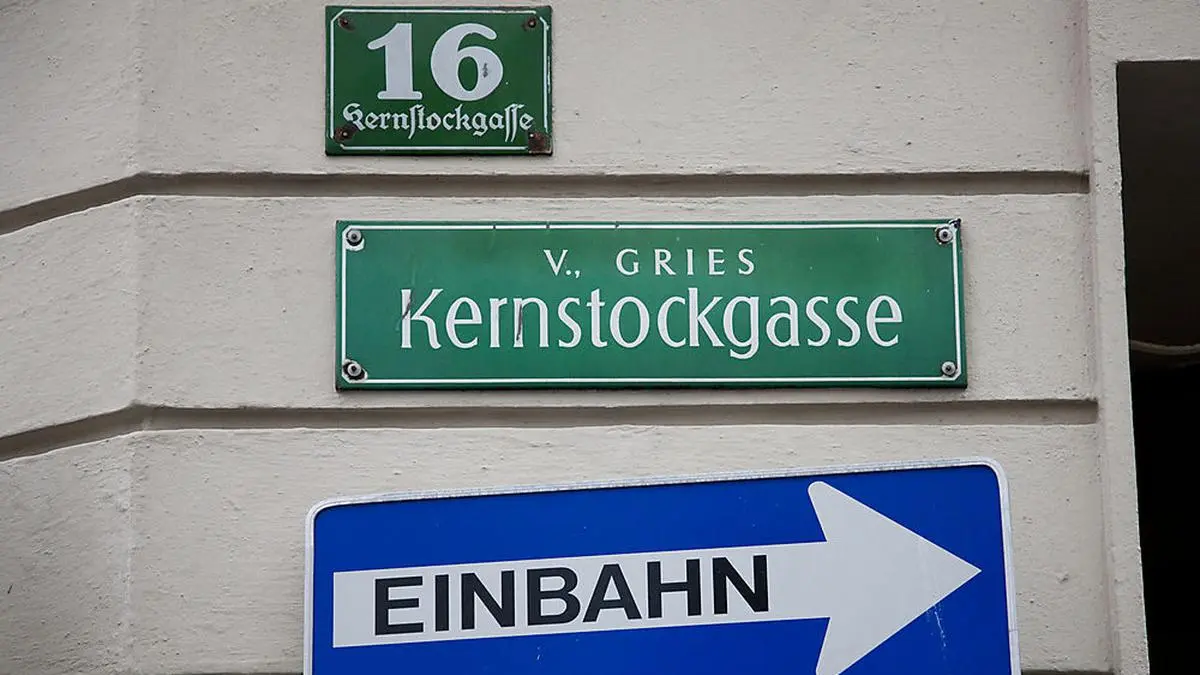 16
Kernſtockgaſſe
V., GRIES
Kernstockgasse
EINBAHN